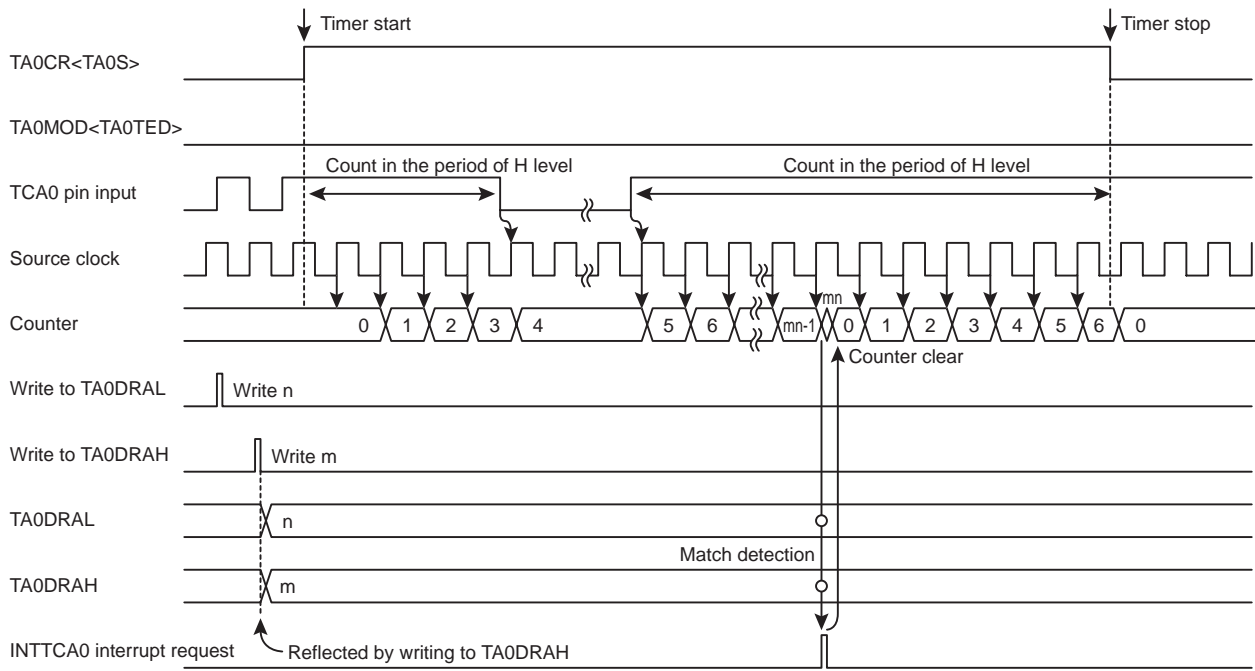 Timer start
Timer stop
TA0CR<TA0S>
TA0MOD<TA0TED>
Count in the period of H level
Count in the period of H level
TCA0 pin input
Source clock
mn
Counter
0 1 2 3 4 5 6 mn-1 0 1 2 3 4 5 6 0
Counter clear
Write to TA0DRAL
Write n
Write to TA0DRAH
Write m
TA0DRAL
n
Match detection
TA0DRAH
m
INTTCA0 interrupt request
Reflected by writing to TA0DRAH